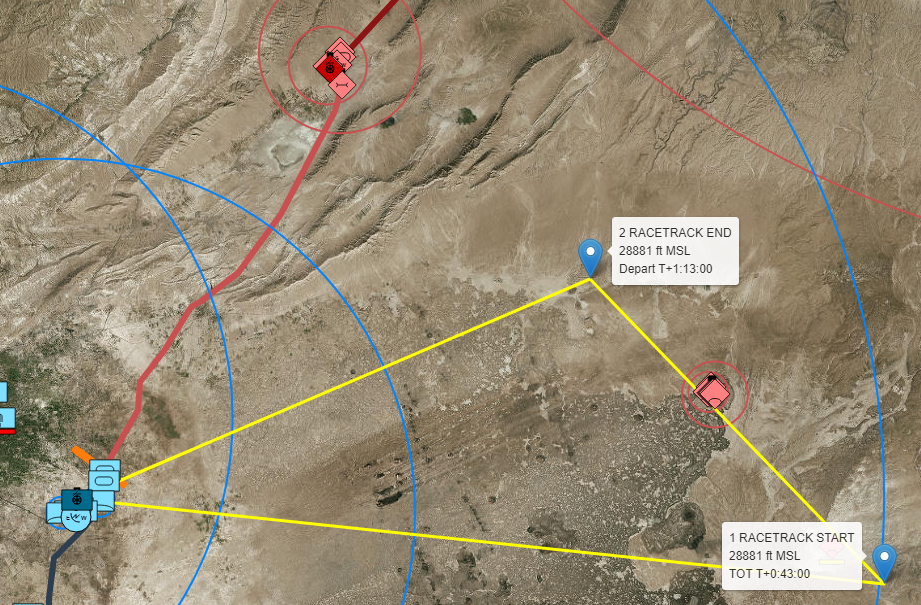 2 RACETRACK END
28881 ft MSL
Depart T+1:13:00
1 RACETRACK START
28881 ft MSL
TOT T+0:43:00